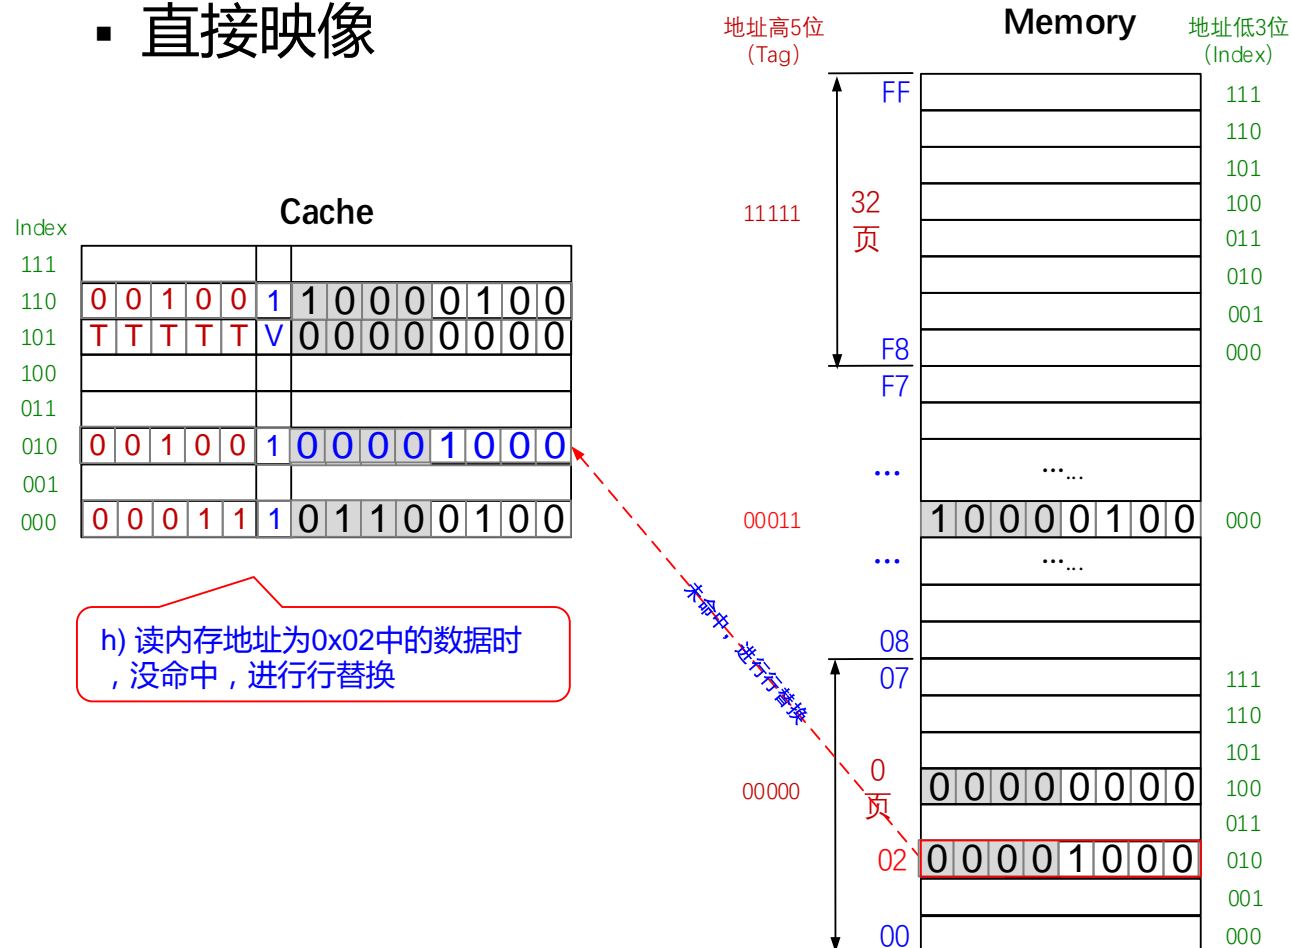 ▪ 直接映像
Cache
Index
111
110 0 0 1 0 0 1 1 0 0 0 0 1 0 0
101 T T T T T V 0 0 0 0 0 0 0 0
100
011
010 0 0 1 0 0 1 0 0 0 0 1 0 0 0
001
000 0 0 0 1 1 1 0 1 1 0 0 1 0 0
h) 读内存地址为0x02中的数据时
，没命中，进行行替换
未命中，进行行替换
地址高5位
（Tag）
Memory
地址低3位
（Index）
FF 111
110
101
11111 32 100
页 011
010
001
F8 000
F7
... ......
00011 1 0 0 0 0 1 0 0 000
... ......
08
07 111
110
0 101
00000 页 0 0 0 0 0 0 0 0 100
011
02 0 0 0 0 1 0 0 0 010
001
00 000